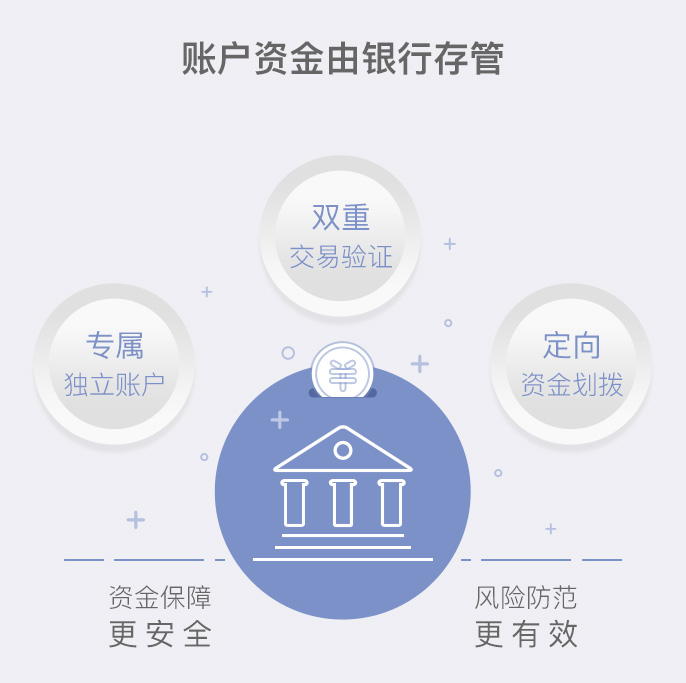 账户资金由银行存管
双重
交易验证
专属
独立账户
定向
资金划拨
资金保障
更安全
风险防范
更有效